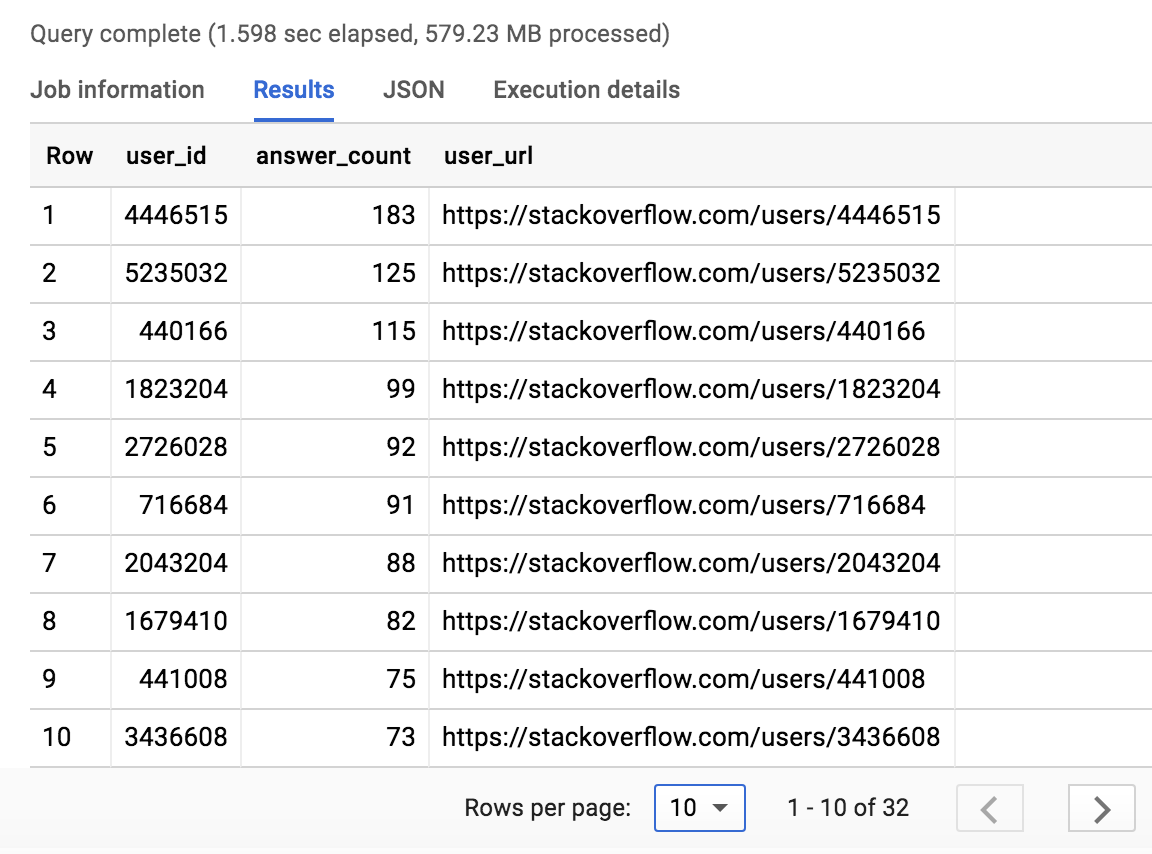 Query complete (1.598 sec elapsed, 579.23 MB processed)
Job information Results JSON Execution details
Row user_id answer_count user_url
1 4446515 183 https://stackoverflow.com/users/4446515
2 5235032 125 https://stackoverflow.com/users/5235032
3 440166 115 https://stackoverflow.com/users/440166
4 1823204 99 https://stackoverflow.com/users/1823204
5 2726028 92 https://stackoverflow.com/users/2726028
6 716684 91 https://stackoverflow.com/users/716684
7 2043204 88 https://stackoverflow.com/users/2043204
8 1679410 82 https://stackoverflow.com/users/1679410
9 441008 75 https://stackoverflow.com/users/441008
10 3436608 73 https://stackoverflow.com/users/3436608
Rows per page: 10 1 - 10 of 32